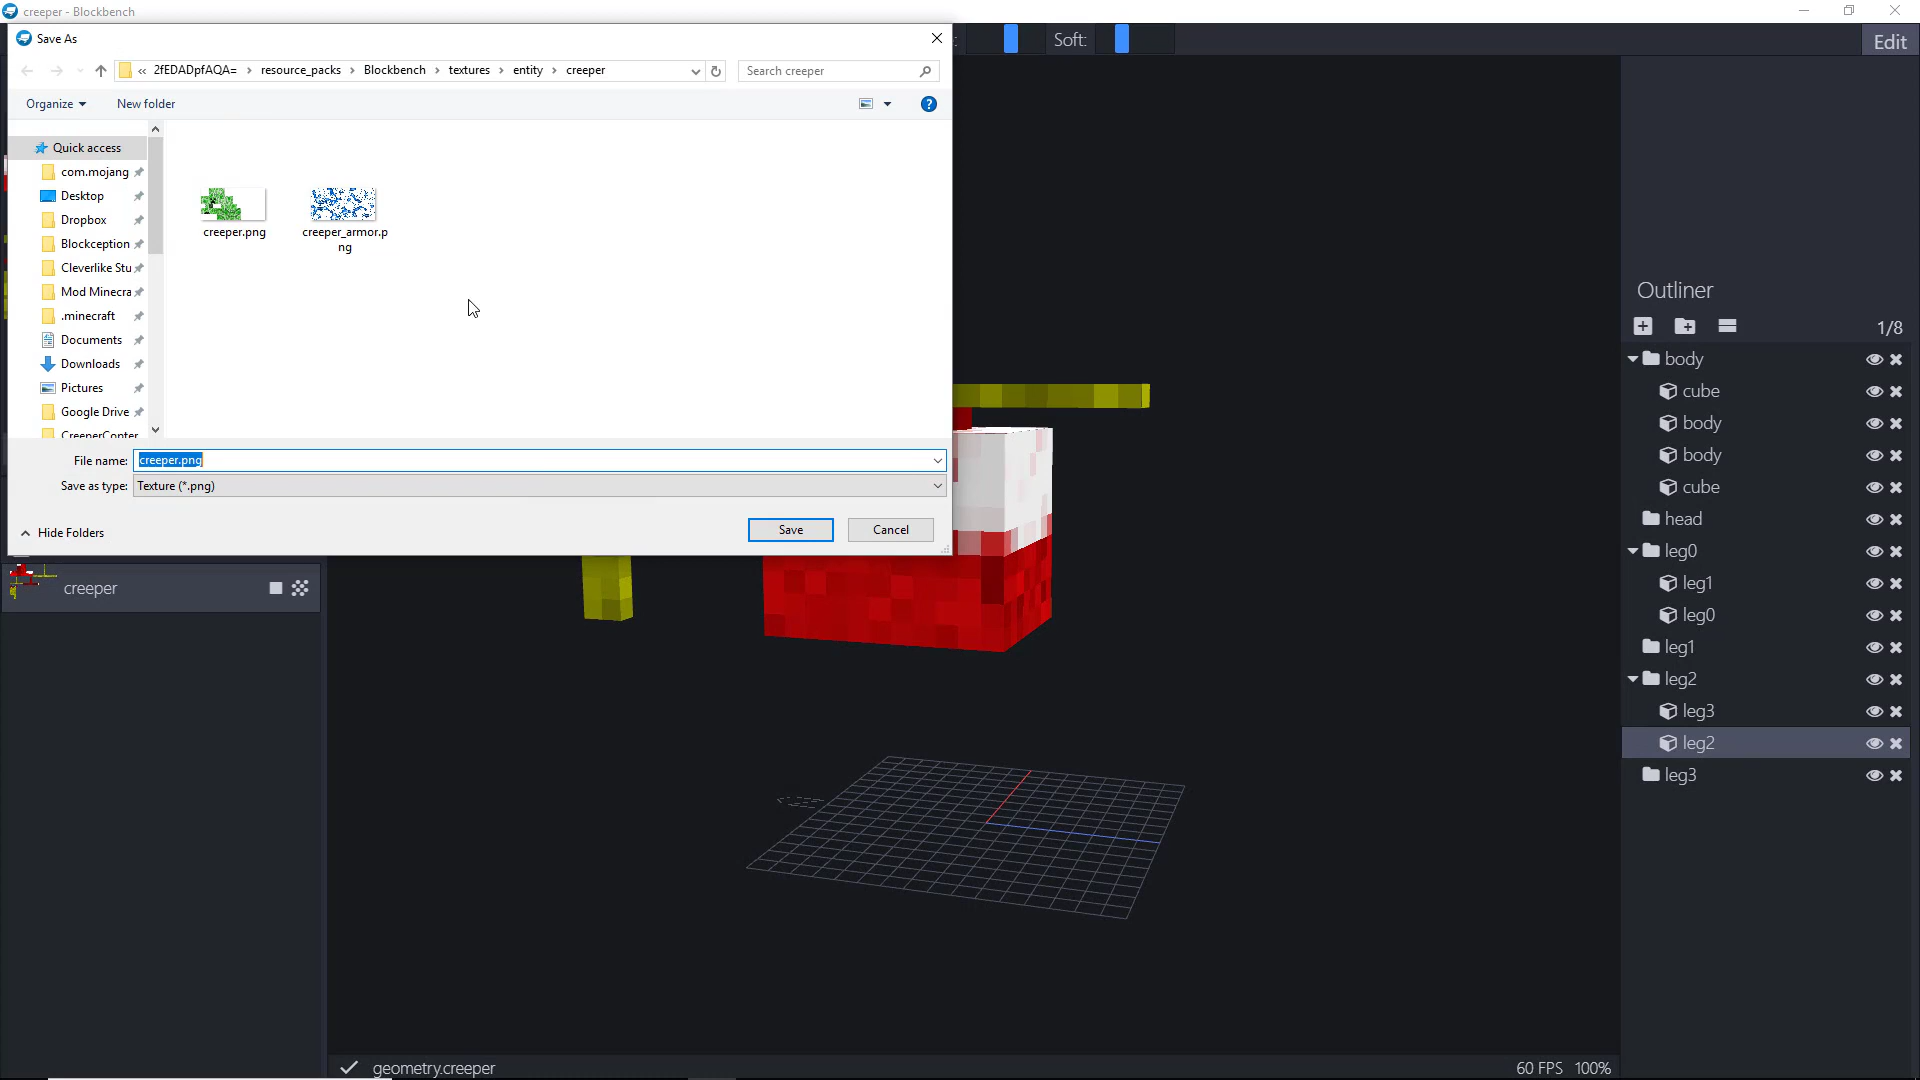 creeper - Blockbench
Save As
Soft:
Edit
« 2fEDADpfAQA= › resource_packs › Blockbench › textures › entity › creeper
Search creeper
Organize
New folder
Quick access
com.mojang
Desktop
Dropbox
Blockception
Cleverlike Stu
Mod Minecra
.minecraft
Documents
Downloads
Pictures
Google Drive
CreeperConter
creeper.png
creeper_armor.p
ng
File name: creeper.png
Save as type: Texture (*.png)
Hide Folders
Save
Cancel
creeper
Outliner
1/8
body
cube
body
body
cube
head
leg0
leg1
leg0
leg1
leg2
leg3
leg2
leg3
geometry.creeper
60 FPS 100%